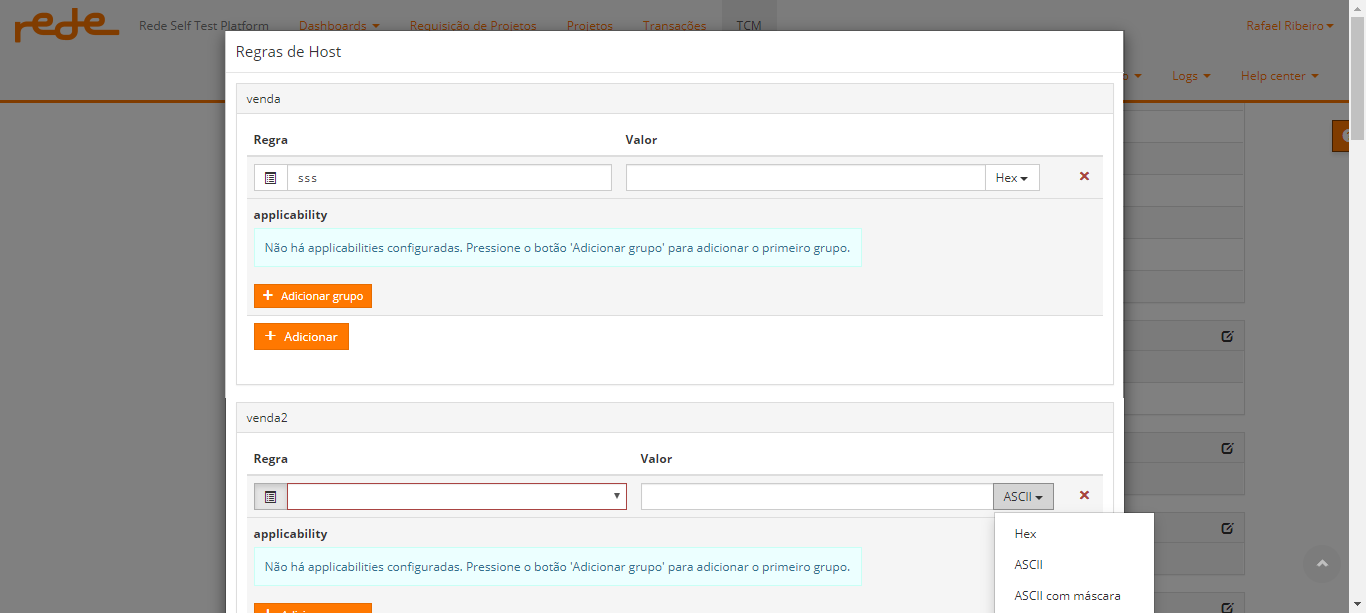 rede Rede Self Test Platform Dashboards Requisição de Projetos Projetos Transações TCM Rafael Ribeiro
Regras de Host
Logs Help center
venda
Regra Valor
sss Hex
applicability
Não há applicabilities configuradas. Pressione o botão 'Adicionar grupo' para adicionar o primeiro grupo.
Adicionar grupo
Adicionar
venda2
Regra Valor
ASCII
applicability
Hex
Não há applicabilities configuradas. Pressione o botão 'Adicionar grupo' para adicionar o primeiro grupo.
ASCII
ASCII com máscara